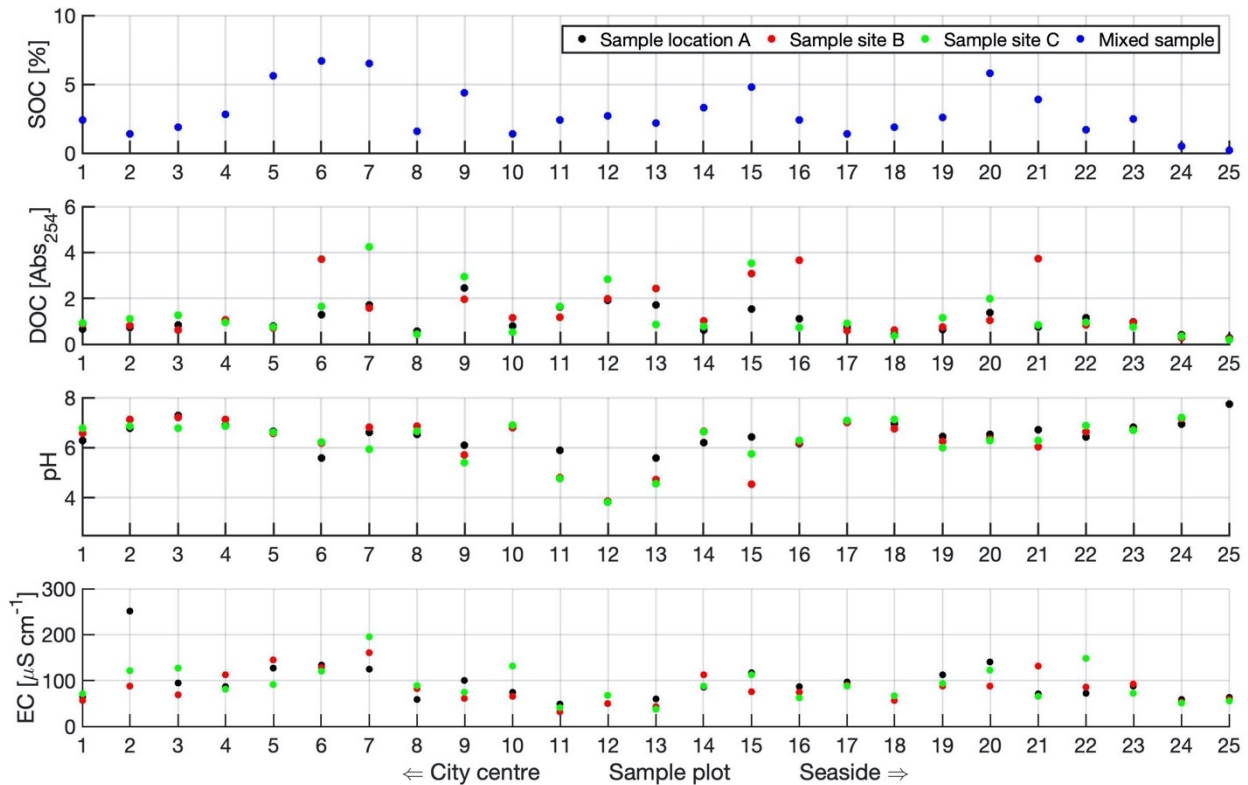 SOC [%]
10
5
0
Sample location A Sample site B Sample site C Mixed sample
1 2 3 4 5 6 7 8 9 10 11 12 13 14 15 16 17 18 19 20 21 22 23 24 25
DOC [Abs254]
6
4
2
0
1 2 3 4 5 6 7 8 9 10 11 12 13 14 15 16 17 18 19 20 21 22 23 24 25
pH
8
6
4
1 2 3 4 5 6 7 8 9 10 11 12 13 14 15 16 17 18 19 20 21 22 23 24 25
EC [μS cm⁻¹]
300
200
100
0
1 2 3 4 5 6 7 8 9 10 11 12 13 14 15 16 17 18 19 20 21 22 23 24 25
⇐ City centre Sample plot Seaside ⇒